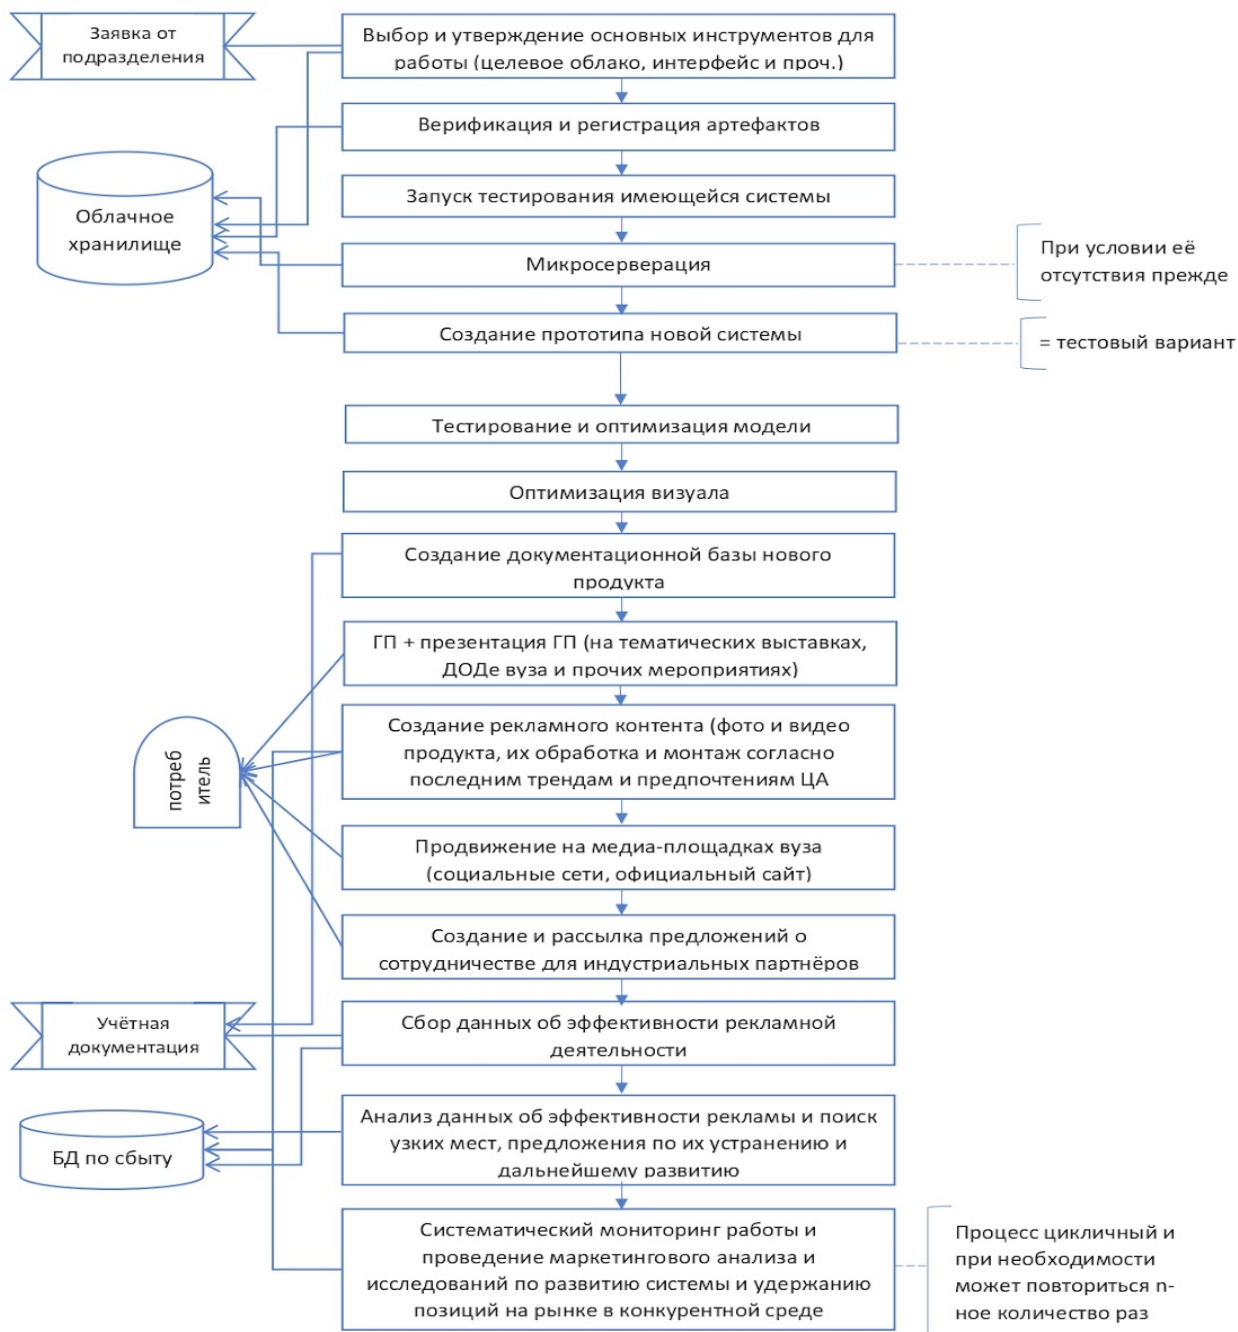 Заявка от
подразделения
Выбор и утверждение основных инструментов для
работы (целевое облако, интерфейс и проч.)
Верификация и регистрация артефактов
Запуск тестирования имеющейся системы
Облачное
хранилище
Микросерверация
При условии её
отсутствия прежде
Создание прототипа новой системы
= тестовый вариант
Тестирование и оптимизация модели
Оптимизация визуала
Создание документационной базы нового
продукта
ГП + презентация ГП (на тематических выставках,
ДОДе вуза и прочих мероприятиях)
Создание рекламного контента (фото и видео
продукта, их обработка и монтаж согласно
последним трендам и предпочтениям ЦА
потреб
итель
Продвижение на медиа-площадках вуза
(социальные сети, официальный сайт)
Создание и рассылка предложений о
сотрудничестве для индустриальных партнёров
Учётная
документация
Сбор данных об эффективности рекламной
деятельности
БД по сбыту
Анализ данных об эффективности рекламы и поиск
узких мест, предложения по их устранению и
дальнейшему развитию
Систематический мониторинг работы и
проведение маркетингового анализа и
исследований по развитию системы и удержанию
позиций на рынке в конкурентной среде
Процесс цикличный и
при необходимости
может повториться n-
ное количество раз